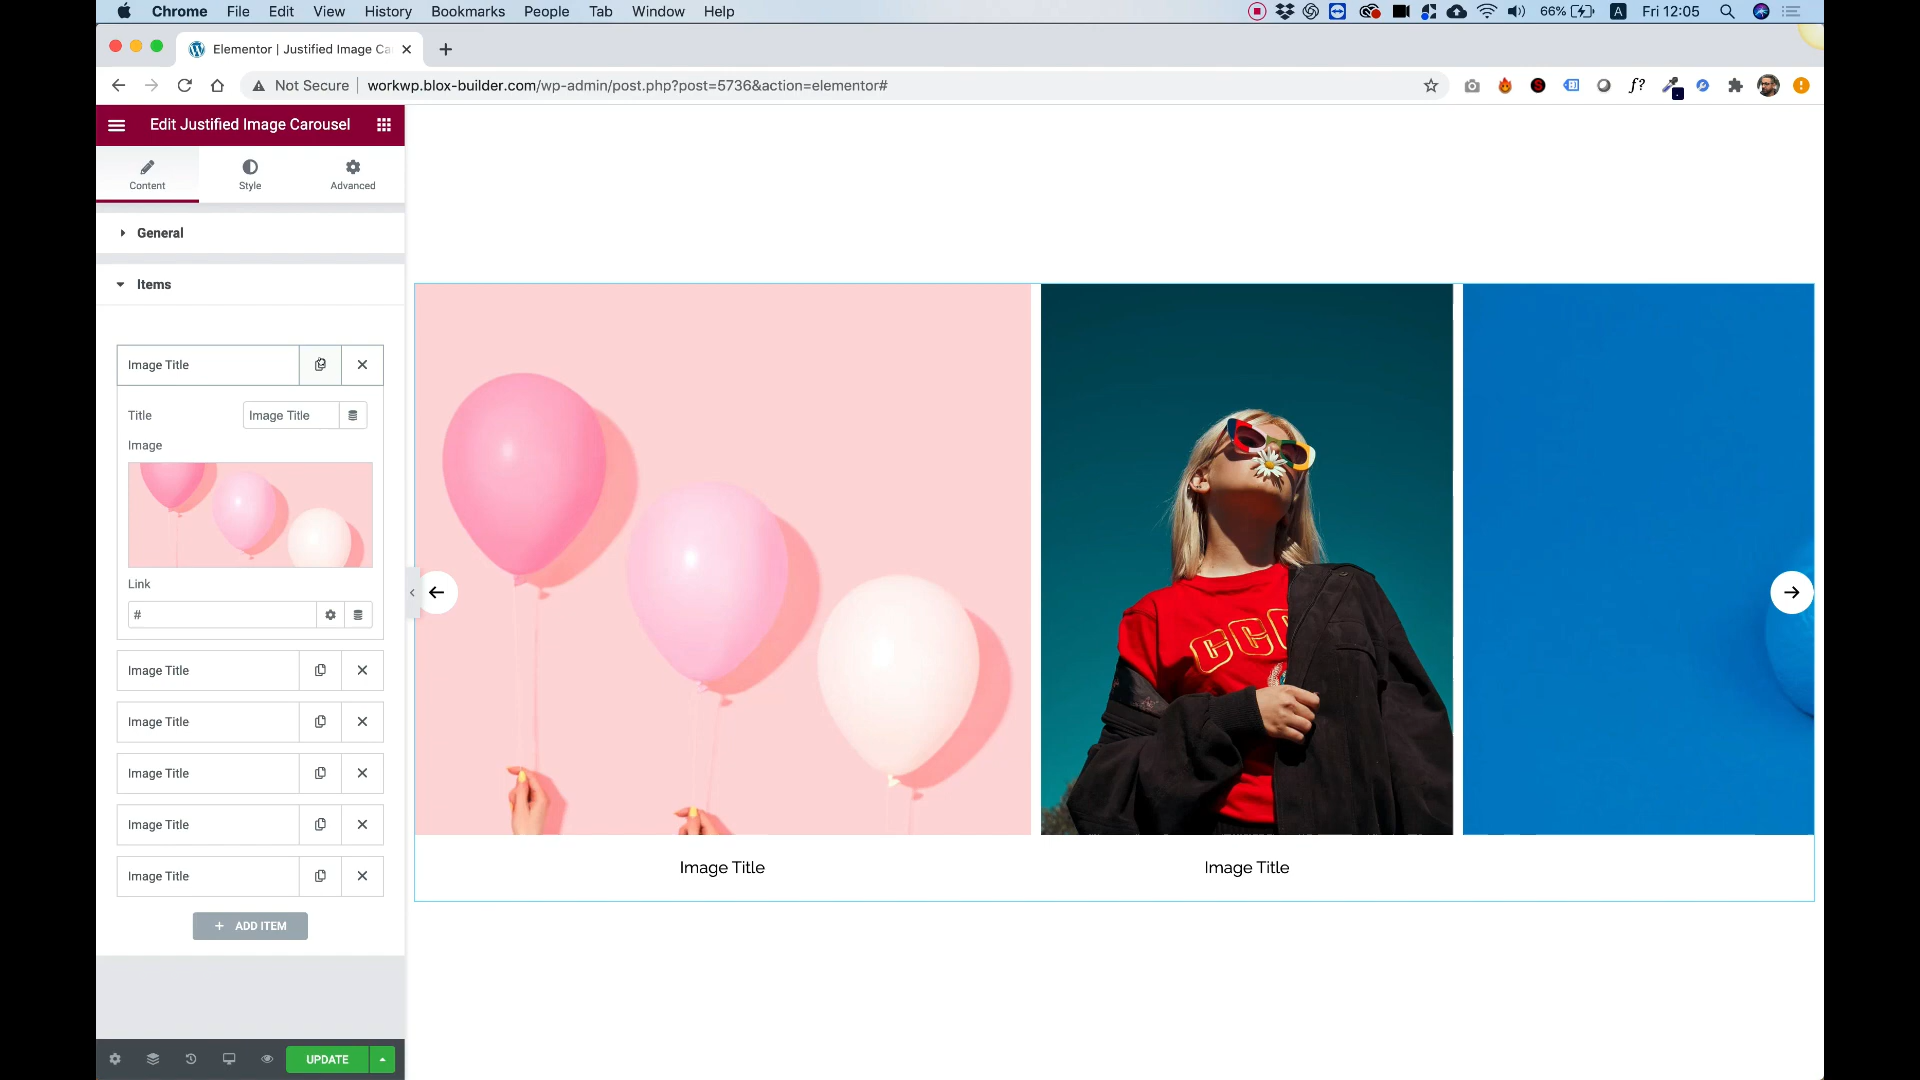 Chrome File Edit View History Bookmarks People Tab Window Help
66% A Fri 12:05
Elementor | Justified Image Ca
Not Secure workwp.blox-builder.com/wp-admin/post.php?post=5736&action=elementor#
f?
Edit Justified Image Carousel
Content Style Advanced
General
Items
Image Title
Title Image Title
Image
Link
#
Image Title
Image Title
Image Title
Image Title
Image Title
+ ADD ITEM
UPDATE
Image Title
Image Title